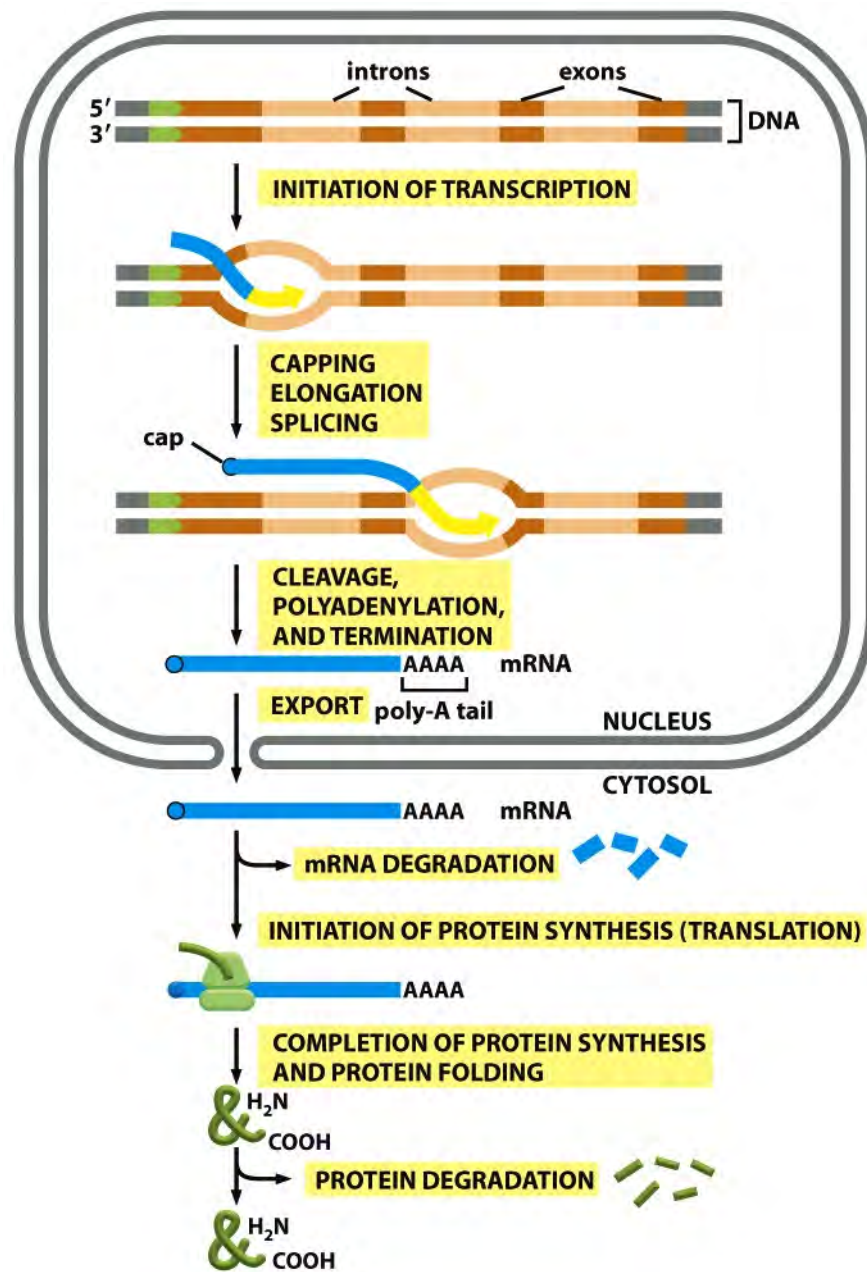 introns exons
5′
3′
DNA
INITIATION OF TRANSCRIPTION
CAPPING
ELONGATION
SPLICING
cap
CLEAVAGE,
POLYADENYLATION,
AND TERMINATION
AAAA mRNA
EXPORT poly-A tail
NUCLEUS
CYTOSOL
AAAA mRNA
mRNA DEGRADATION
INITIATION OF PROTEIN SYNTHESIS (TRANSLATION)
AAAA
COMPLETION OF PROTEIN SYNTHESIS
AND PROTEIN FOLDING
H₂N
COOH
PROTEIN DEGRADATION
H₂N
COOH